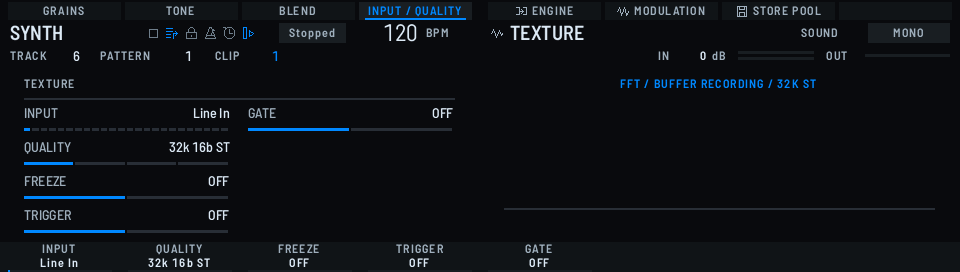 GRAINS TONE BLEND INPUT / QUALITY ENGINE MODULATION STORE POOL
SYNTH Stopped 120 BPM TEXTURE SOUND MONO
TRACK 6 PATTERN 1 CLIP 1 IN 0 dB OUT
TEXTURE FFT / BUFFER RECORDING / 32K ST
INPUT Line In GATE OFF
QUALITY 32k 16b ST
FREEZE OFF
TRIGGER OFF
INPUT QUALITY FREEZE TRIGGER GATE
Line In 32k 16b ST OFF OFF OFF